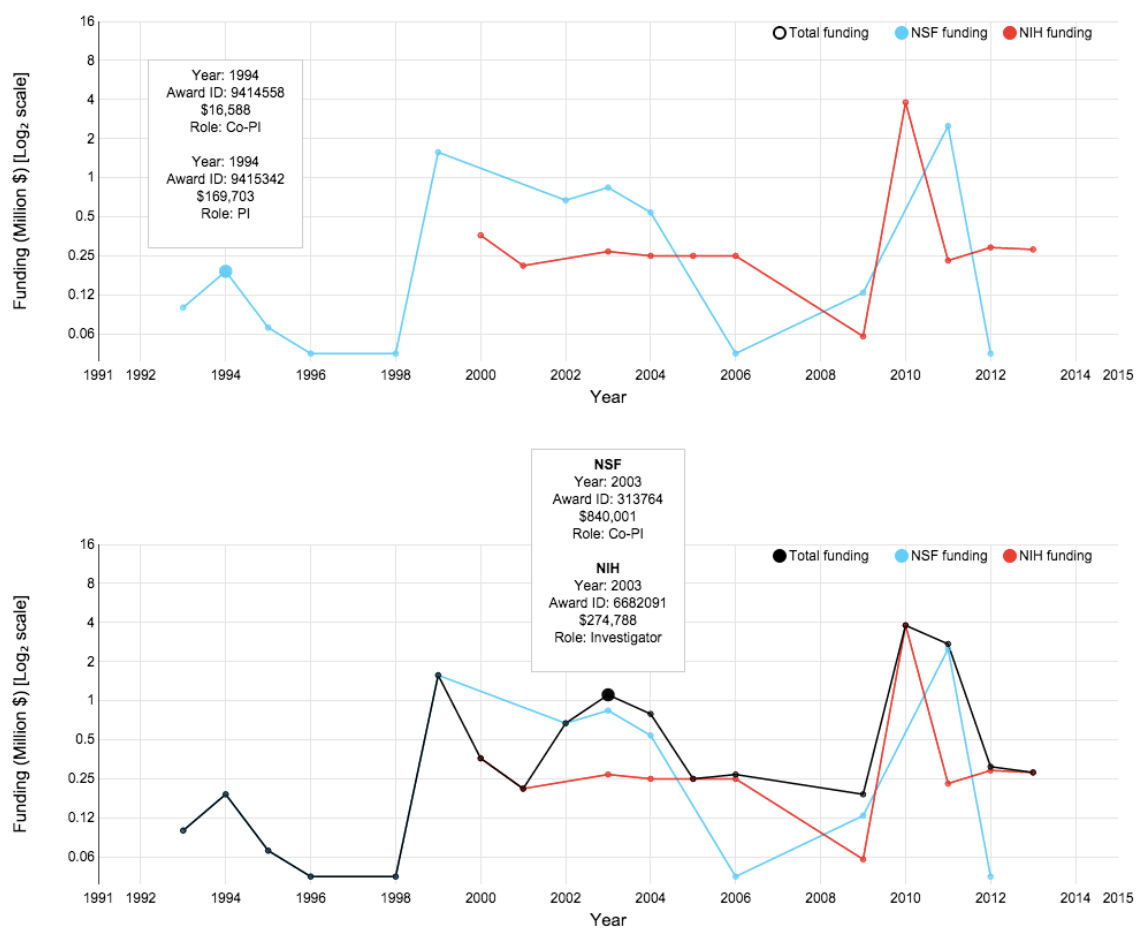 16
8
4
2
1
0.5
0.25
0.12
0.06
Funding (Million $) [Log₂ scale]
Total funding NSF funding NIH funding
Year: 1994
Award ID: 9414558
$16,588
Role: Co-PI
Year: 1994
Award ID: 9415342
$169,703
Role: PI
1991 1992 1994 1996 1998 2000 2002 2004 2006 2008 2010 2012 2014 2015
Year
16
8
4
2
1
0.5
0.25
0.12
0.06
Funding (Million $) [Log₂ scale]
Total funding NSF funding NIH funding
NSF
Year: 2003
Award ID: 313764
$840,001
Role: Co-PI
NIH
Year: 2003
Award ID: 6682091
$274,788
Role: Investigator
1991 1992 1994 1996 1998 2000 2002 2004 2006 2008 2010 2012 2014 2015
Year